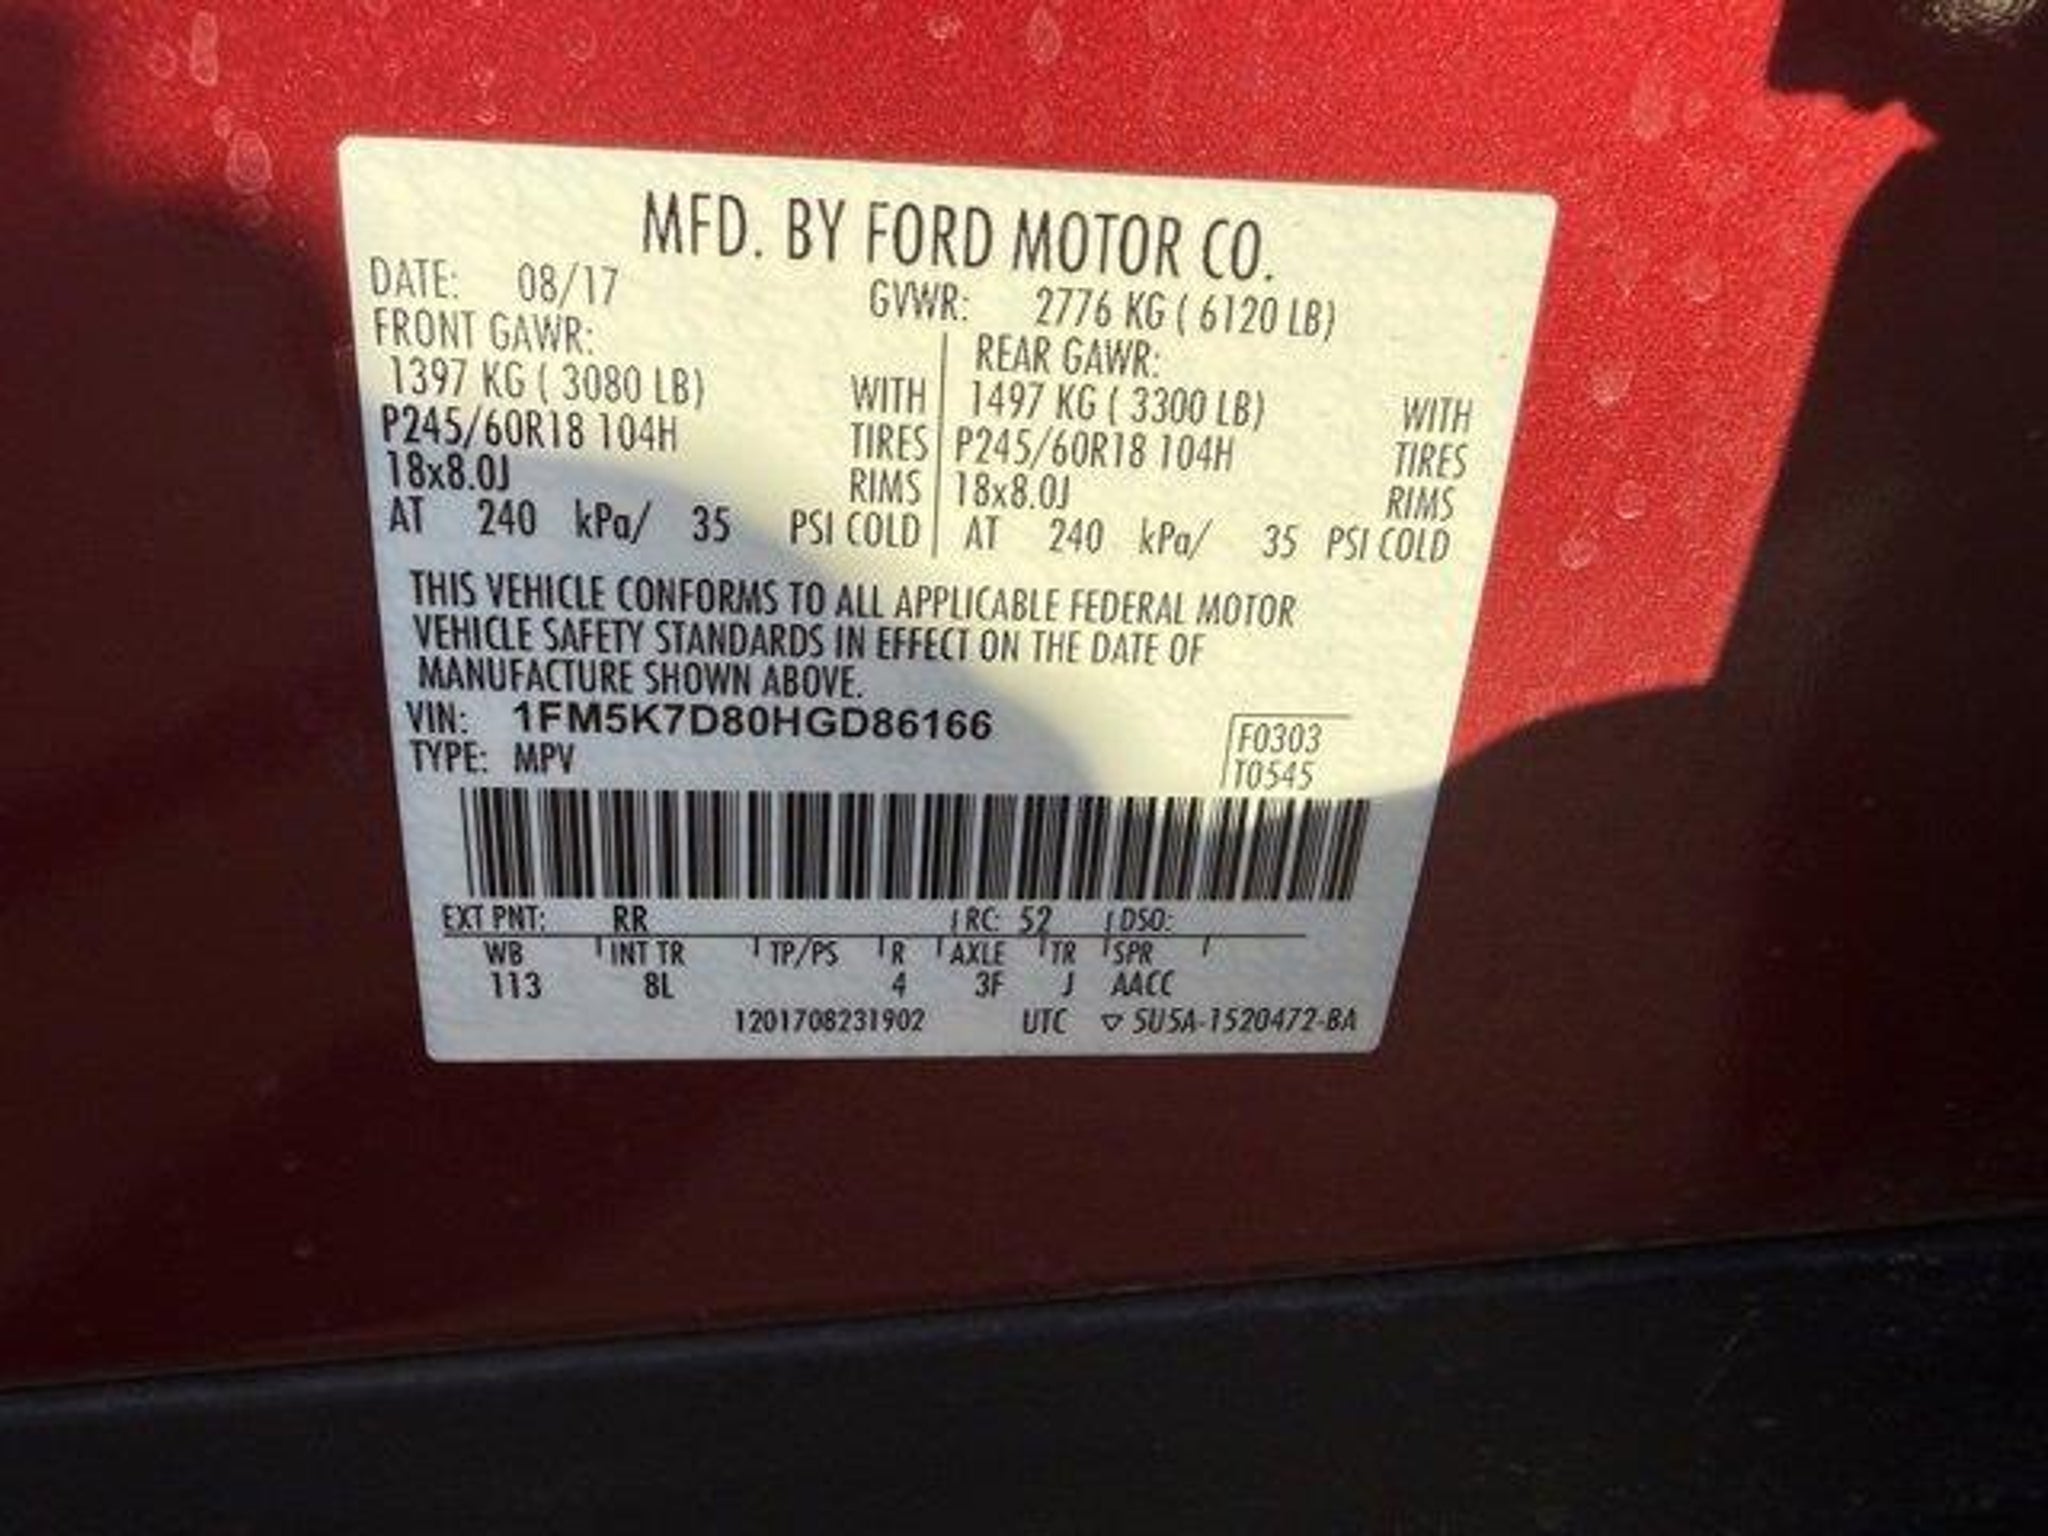 MFD. BY FORD MOTOR CO.
DATE: 08/17 GVWR: 2776 KG ( 6120 LB)
FRONT GAWR: REAR GAWR:
1397 KG ( 3080 LB) WITH 1497 KG ( 3300 LB) WITH
P245/60R18 104H TIRES P245/60R18 104H TIRES
18x8.0J RIMS 18x8.0J RIMS
AT 240 kPa/ 35 PSI COLD AT 240 kPa/ 35 PSI COLD
THIS VEHICLE CONFORMS TO ALL APPLICABLE FEDERAL MOTOR
VEHICLE SAFETY STANDARDS IN EFFECT ON THE DATE OF
MANUFACTURE SHOWN ABOVE.
VIN: 1FM5K7D80HGD86166 F0303
TYPE: MPV T0545
EXT PNT: RR RC: 52 DSO:
WB INT TR TP/PS R AXLE TR SPR
113 8L 4 3F J AACC
1201708231902 UTC ▽ 5U5A-1520472-BA